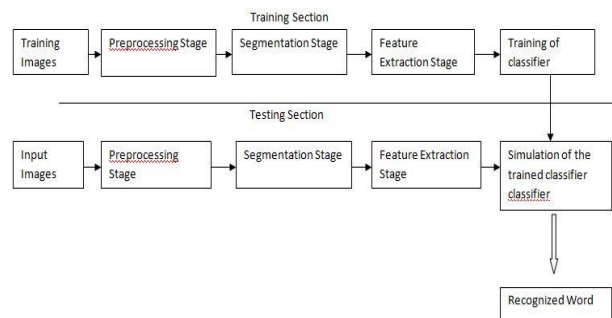 Training Section
Training
Images
Preprocessing Stage
Segmentation Stage
Feature
Extraction Stage
Training of
classifier
Testing Section
Input
Images
Preprocessing
Stage
Segmentation Stage
Feature Extraction
Stage
Simulation of the
trained classifier
classifier
Recognized Word